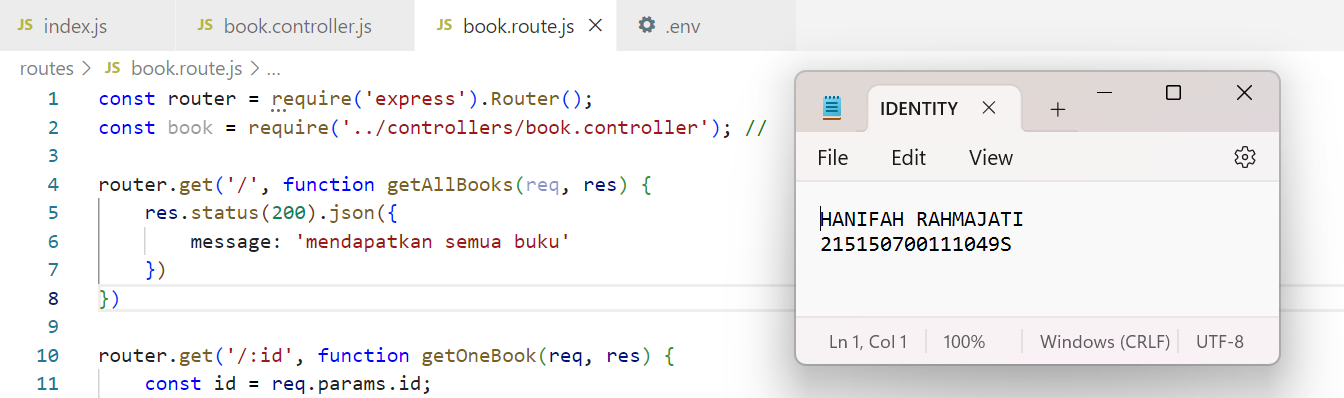 JS index.js JS book.controller.js JS book.route.js .env
routes > JS book.route.js > ...
1 const router = require('express').Router();
2 const book = require('../controllers/book.controller'); //
3
4 router.get('/', function getAllBooks(req, res) {
5 res.status(200).json({
6 message: 'mendapatkan semua buku'
7 })
8 })
9
10 router.get('/:id', function getOneBook(req, res) {
11 const id = req.params.id;
IDENTITY
File Edit View
HANIFAH RAHMAJATI
215150700111049S
Ln 1, Col 1 100% Windows (CRLF) UTF-8